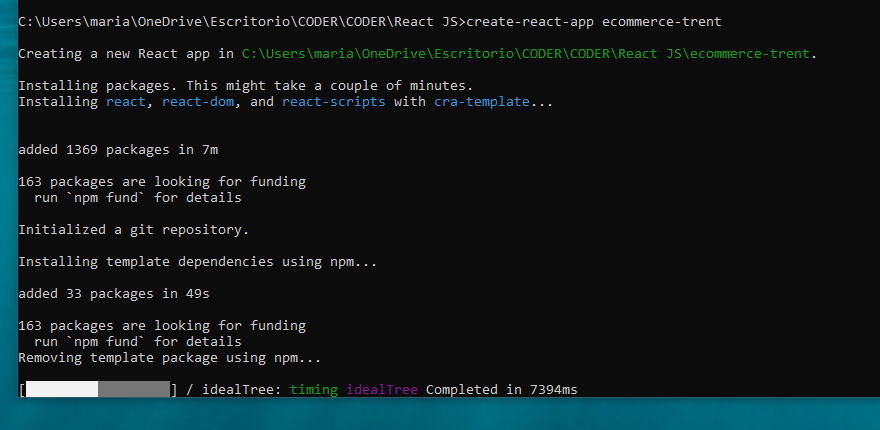 C:\Users\maria\OneDrive\Escritorio\CODER\CODER\React JS>create-react-app ecommerce-trent
Creating a new React app in C:\Users\maria\OneDrive\Escritorio\CODER\CODER\React JS\ecommerce-trent.
Installing packages. This might take a couple of minutes.
Installing react, react-dom, and react-scripts with cra-template...
added 1369 packages in 7m
163 packages are looking for funding
  run `npm fund` for details
Initialized a git repository.
Installing template dependencies using npm...
added 33 packages in 49s
163 packages are looking for funding
  run `npm fund` for details
Removing template package using npm...
[                  ] / idealTree: timing idealTree Completed in 7394ms